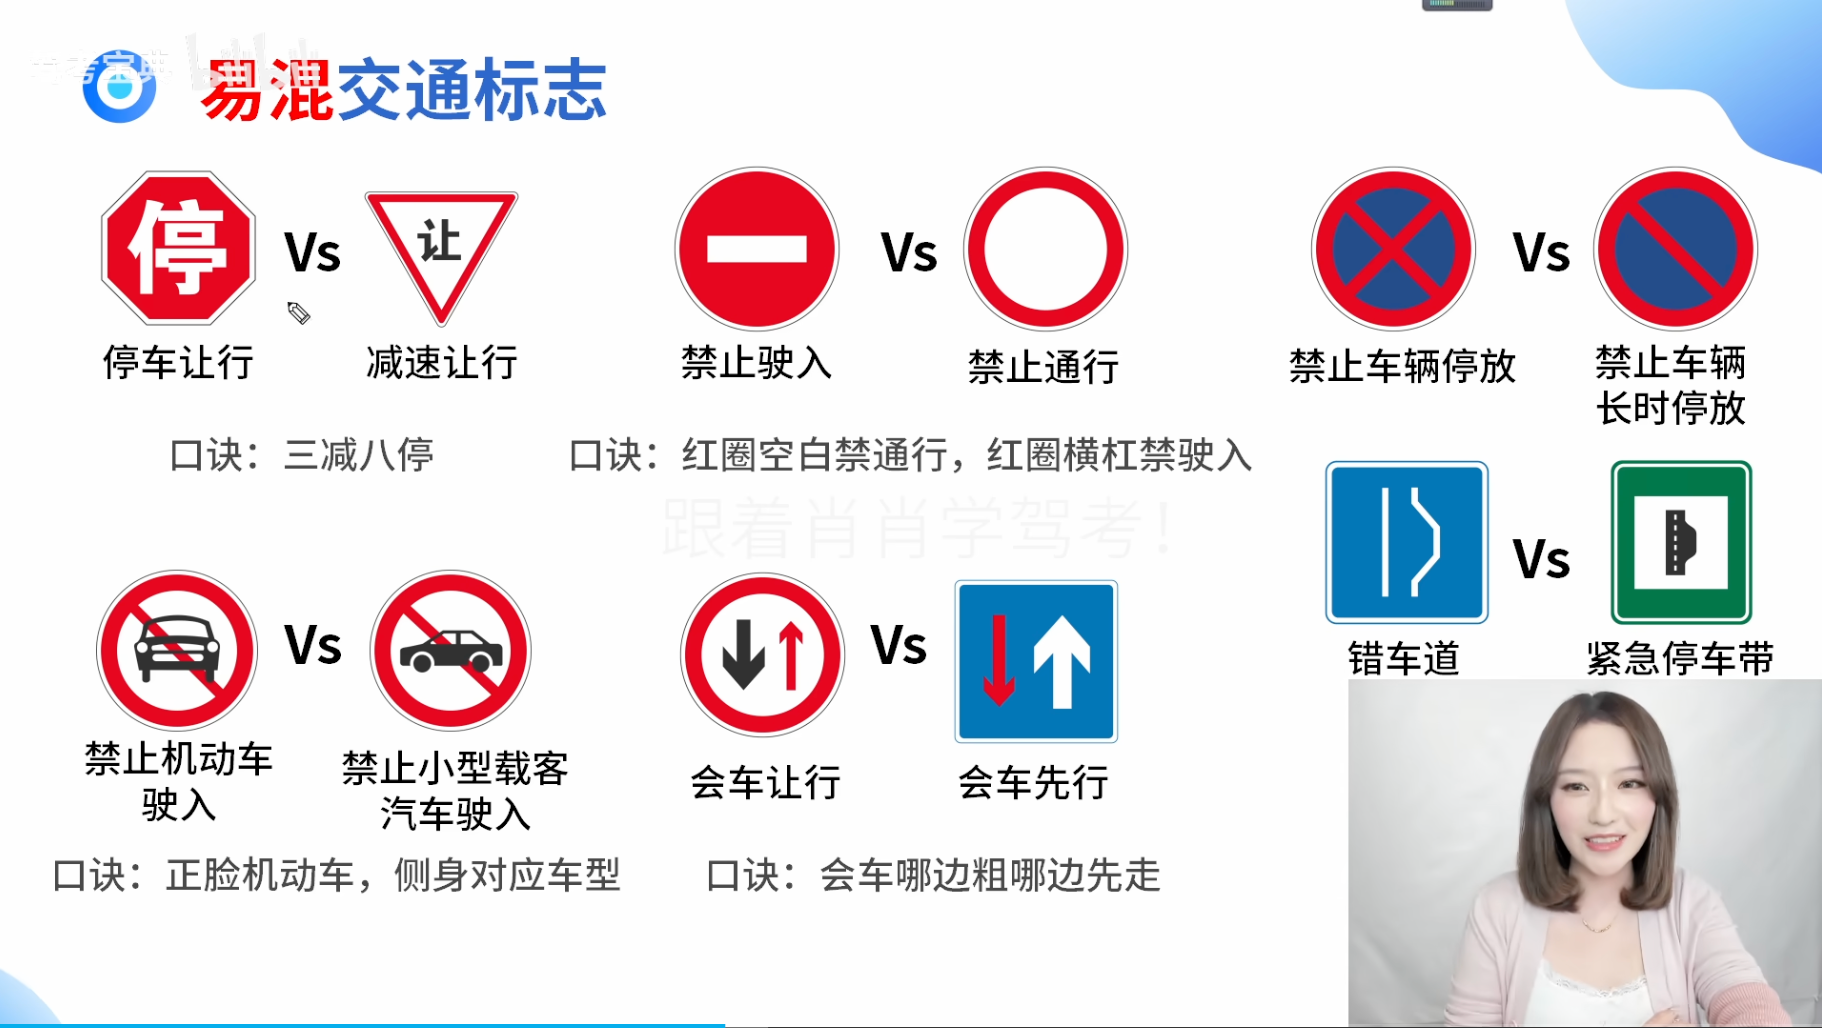 易混交通标志
停 Vs 让
停车让行 减速让行
口诀：三减八停
Vs
禁止驶入 禁止通行
口诀：红圈空白禁通行，红圈横杠禁驶入
Vs
禁止车辆停放 禁止车辆
长时停放
跟着肖肖学驾考！
Vs
错车道 紧急停车带
Vs
禁止机动车
驶入
禁止小型载客
汽车驶入
口诀：正脸机动车，侧身对应车型
Vs
会车让行 会车先行
口诀：会车哪边粗哪边先走